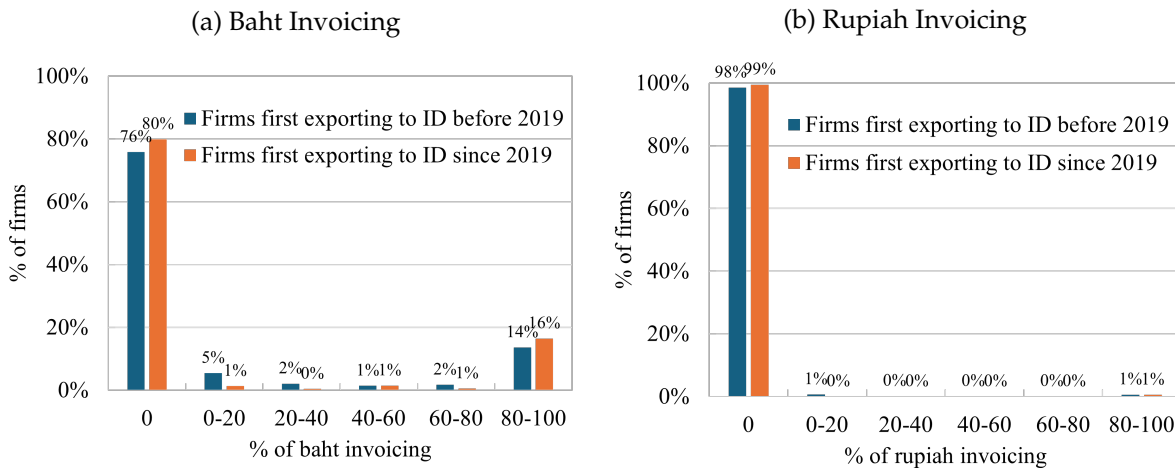 (a) Baht Invoicing
100%
80%
60%
40%
20%
0%
% of firms
Firms first exporting to ID before 2019
Firms first exporting to ID since 2019
76% 80%
5% 1%
2% 0%
1% 1%
2% 1%
14% 16%
0 0-20 20-40 40-60 60-80 80-100
% of baht invoicing
(b) Rupiah Invoicing
100%
80%
60%
40%
20%
0%
% of firms
Firms first exporting to ID before 2019
Firms first exporting to ID since 2019
98% 99%
1% 0%
0% 0%
0% 0%
0% 0%
1% 1%
0 0-20 20-40 40-60 60-80 80-100
% of rupiah invoicing